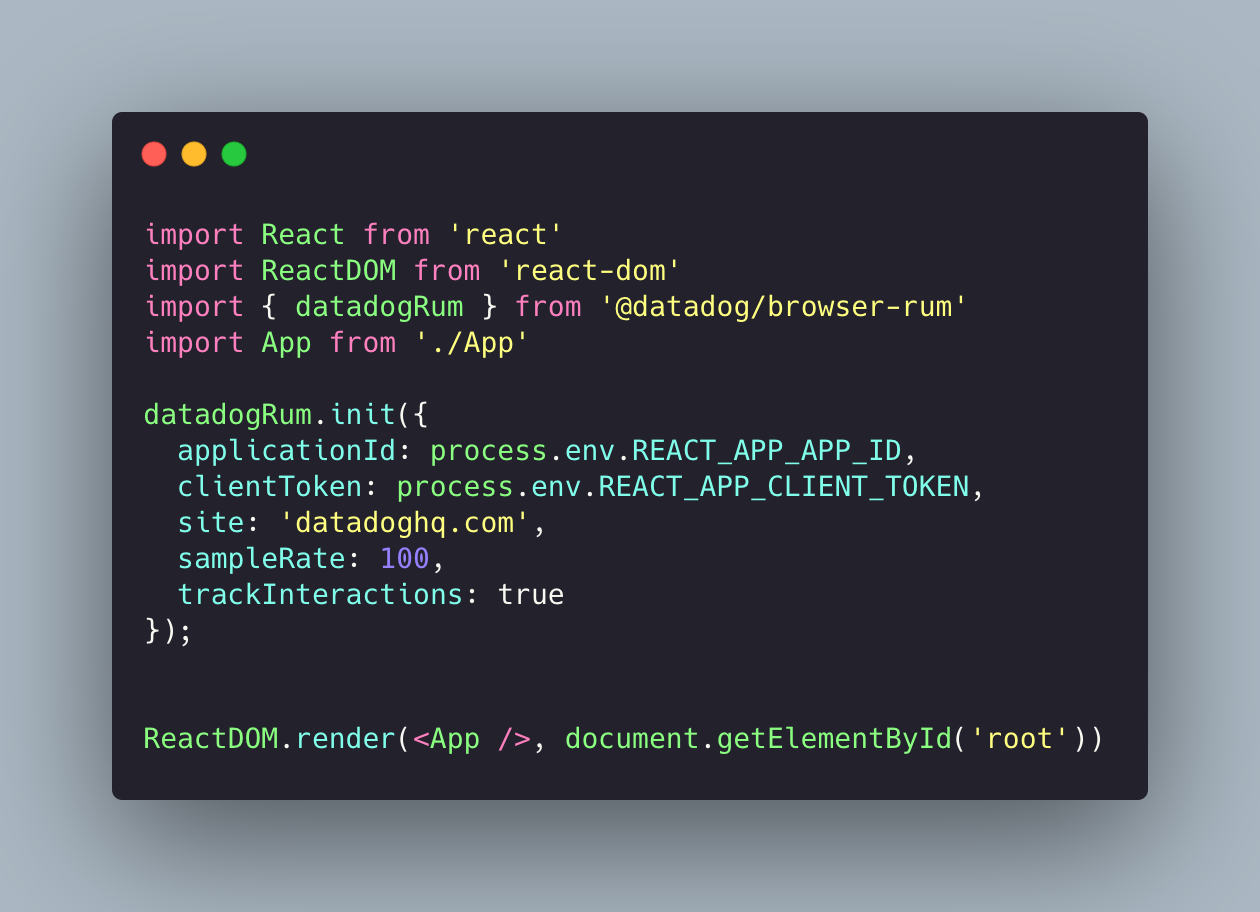 import React from 'react'
import ReactDOM from 'react-dom'
import { datadogRum } from '@datadog/browser-rum'
import App from './App'

datadogRum.init({
  applicationId: process.env.REACT_APP_APP_ID,
  clientToken: process.env.REACT_APP_CLIENT_TOKEN,
  site: 'datadoghq.com',
  sampleRate: 100,
  trackInteractions: true
});

ReactDOM.render(<App />, document.getElementById('root'))